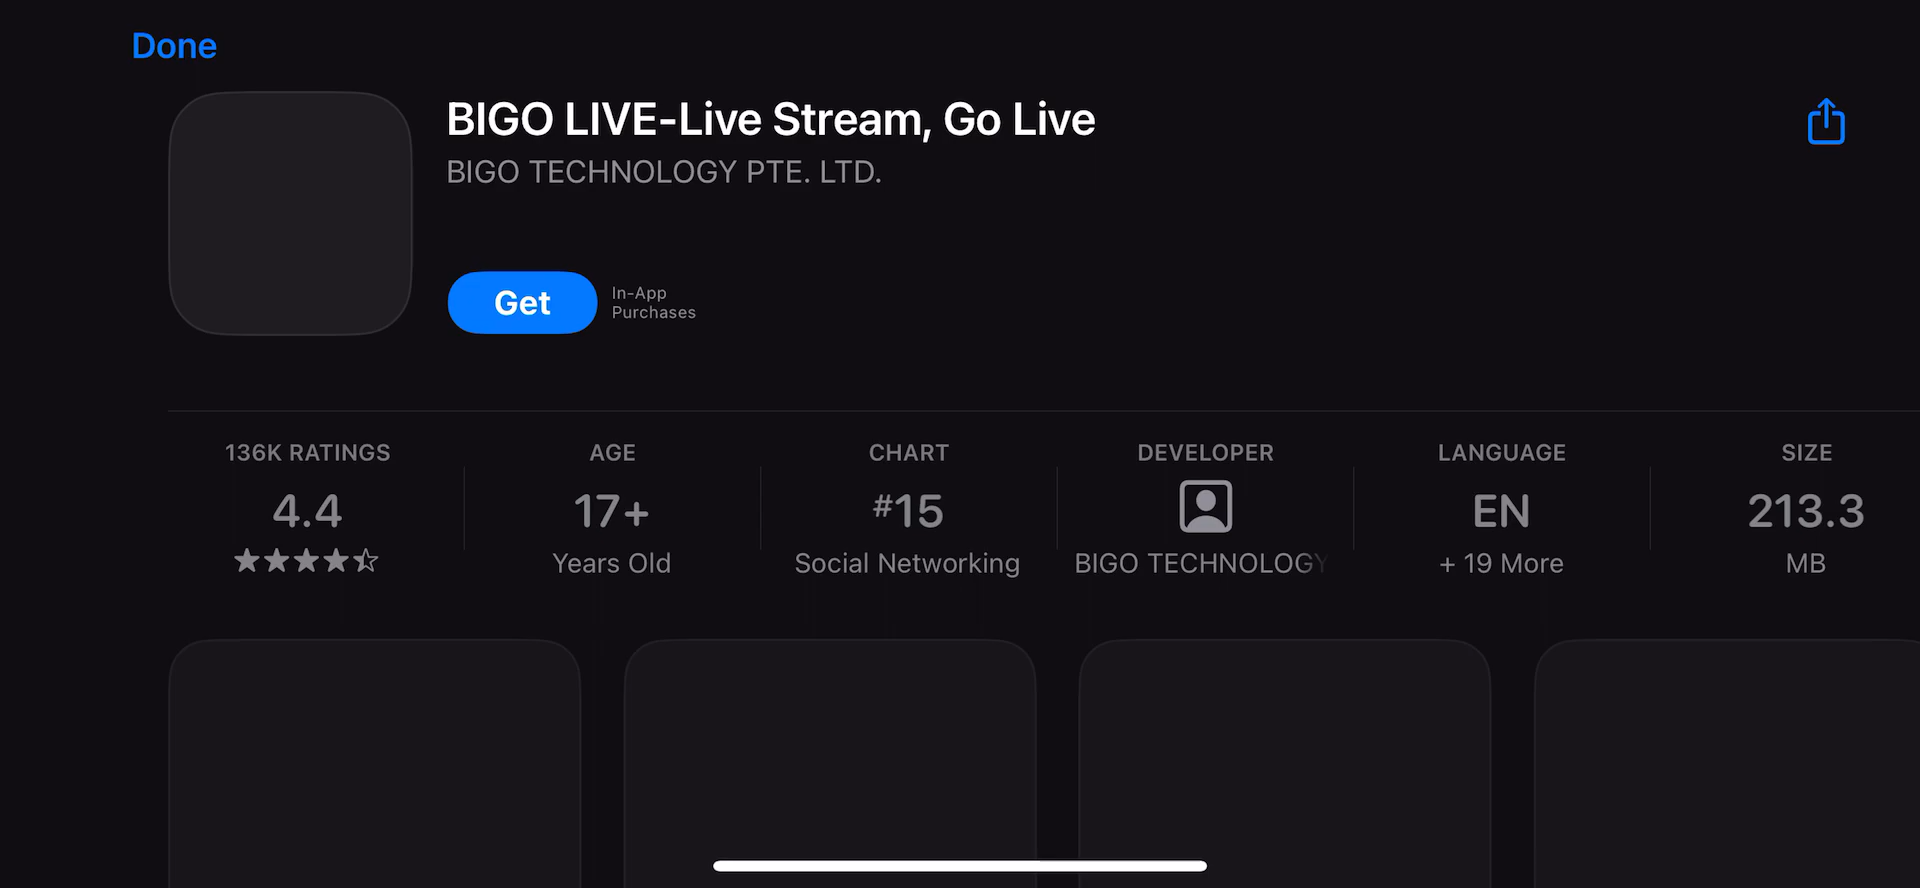 Done
BIGO LIVE-Live Stream, Go Live
BIGO TECHNOLOGY PTE. LTD.
Get
In-App
Purchases
136K RATINGS
4.4
AGE
17+
Years Old
CHART
#15
Social Networking
DEVELOPER
BIGO TECHNOLOGY
LANGUAGE
EN
+ 19 More
SIZE
213.3
MB